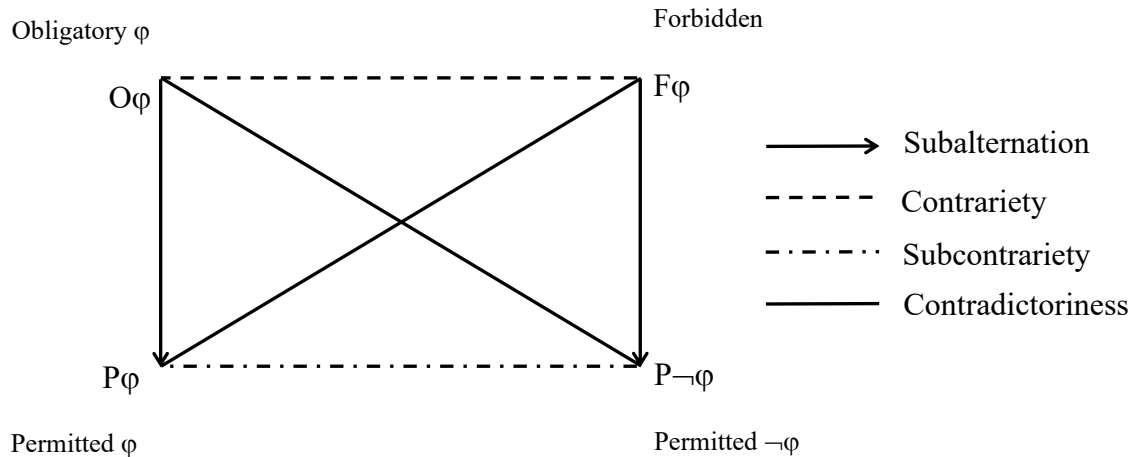 Obligatory φ
Forbidden
Oφ
Fφ
Subalternation
Contrariety
Subcontrariety
Contradictoriness
Pφ
P¬φ
Permitted φ
Permitted ¬φ